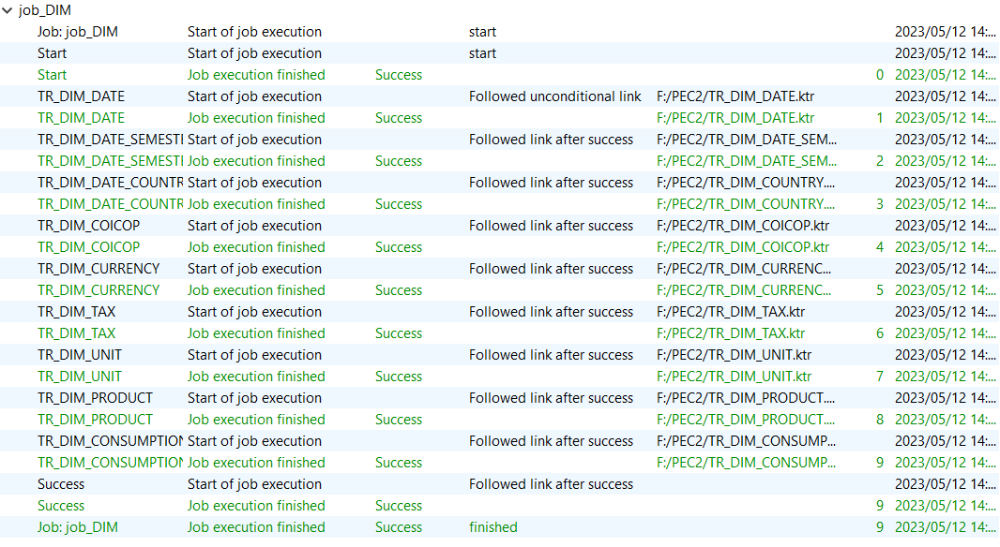 job_DIM
Job: job_DIM Start of job execution start 2023/05/12 14:...
Start Start of job execution start 2023/05/12 14:...
Start Job execution finished Success 0 2023/05/12 14:...
TR_DIM_DATE Start of job execution Followed unconditional link F:/PEC2/TR_DIM_DATE.ktr 2023/05/12 14:...
TR_DIM_DATE Job execution finished Success F:/PEC2/TR_DIM_DATE.ktr 1 2023/05/12 14:...
TR_DIM_DATE_SEMESTI Start of job execution Followed link after success F:/PEC2/TR_DIM_DATE_SEM... 2023/05/12 14:...
TR_DIM_DATE_SEMESTI Job execution finished Success F:/PEC2/TR_DIM_DATE_SEM... 2 2023/05/12 14:...
TR_DIM_DATE_COUNTR Start of job execution Followed link after success F:/PEC2/TR_DIM_COUNTRY.... 2023/05/12 14:...
TR_DIM_DATE_COUNTR Job execution finished Success F:/PEC2/TR_DIM_COUNTRY.... 3 2023/05/12 14:...
TR_DIM_COICOP Start of job execution Followed link after success F:/PEC2/TR_DIM_COICOP.ktr 2023/05/12 14:...
TR_DIM_COICOP Job execution finished Success F:/PEC2/TR_DIM_COICOP.ktr 4 2023/05/12 14:...
TR_DIM_CURRENCY Start of job execution Followed link after success F:/PEC2/TR_DIM_CURRENC... 2023/05/12 14:...
TR_DIM_CURRENCY Job execution finished Success F:/PEC2/TR_DIM_CURRENC... 5 2023/05/12 14:...
TR_DIM_TAX Start of job execution Followed link after success F:/PEC2/TR_DIM_TAX.ktr 2023/05/12 14:...
TR_DIM_TAX Job execution finished Success F:/PEC2/TR_DIM_TAX.ktr 6 2023/05/12 14:...
TR_DIM_UNIT Start of job execution Followed link after success F:/PEC2/TR_DIM_UNIT.ktr 2023/05/12 14:...
TR_DIM_UNIT Job execution finished Success F:/PEC2/TR_DIM_UNIT.ktr 7 2023/05/12 14:...
TR_DIM_PRODUCT Start of job execution Followed link after success F:/PEC2/TR_DIM_PRODUCT.... 2023/05/12 14:...
TR_DIM_PRODUCT Job execution finished Success F:/PEC2/TR_DIM_PRODUCT.... 8 2023/05/12 14:...
TR_DIM_CONSUMPTION Start of job execution Followed link after success F:/PEC2/TR_DIM_CONSUMP... 2023/05/12 14:...
TR_DIM_CONSUMPTION Job execution finished Success F:/PEC2/TR_DIM_CONSUMP... 9 2023/05/12 14:...
Success Start of job execution Followed link after success 2023/05/12 14:...
Success Job execution finished Success 9 2023/05/12 14:...
Job: job_DIM Job execution finished Success finished 9 2023/05/12 14:...